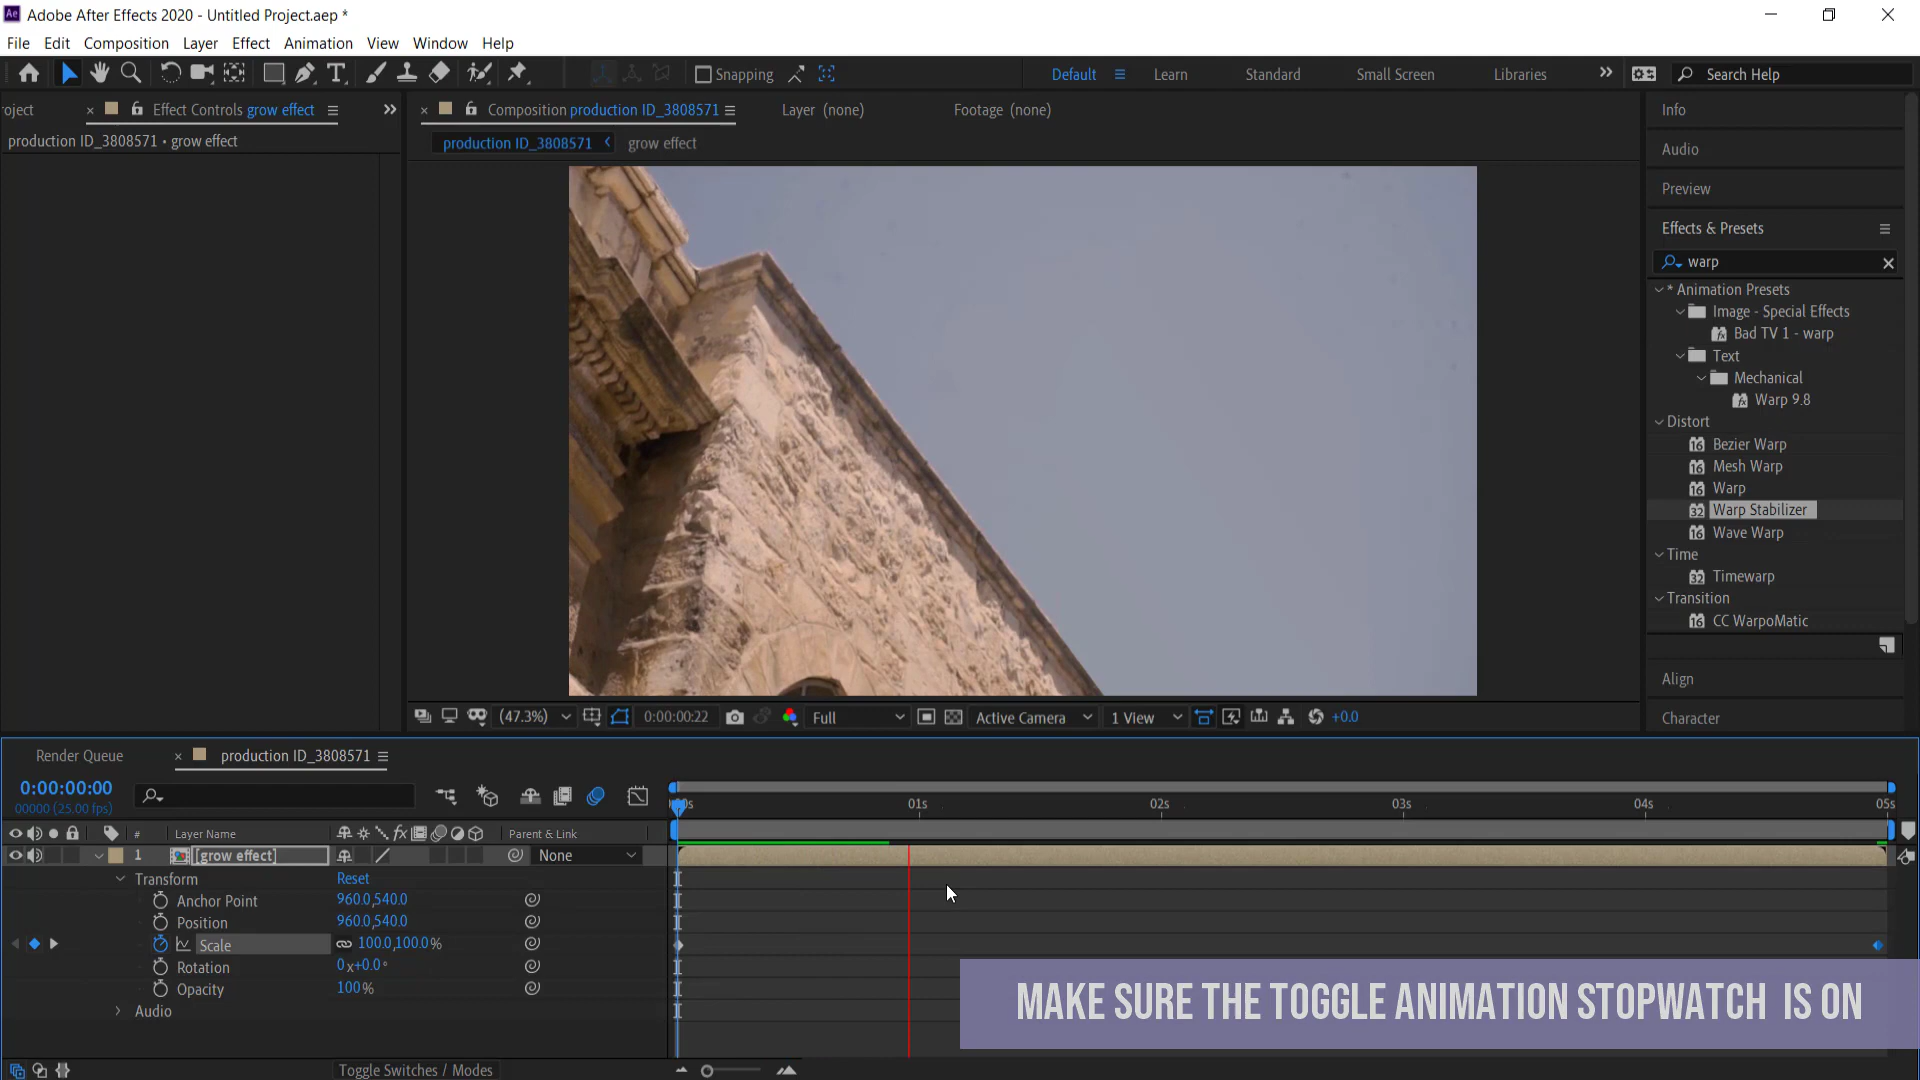 Adobe After Effects 2020 - Untitled Project.aep *
File Edit Composition Layer Effect Animation View Window Help
Snapping Default Learn Standard Small Screen Libraries Search Help
roject Effect Controls grow effect
production ID_3808571 • grow effect
Composition production ID_3808571 Layer (none) Footage (none)
production ID_3808571 grow effect
(47.3%) 0:00:00:22 Full Active Camera 1 View +0.0
Info
Audio
Preview
Effects & Presets
warp
* Animation Presets
Image - Special Effects
Bad TV 1 - warp
Text
Mechanical
Warp 9.8
Distort
16 Bezier Warp
16 Mesh Warp
16 Warp
32 Warp Stabilizer
16 Wave Warp
Time
32 Timewarp
Transition
16 CC WarpoMatic
Align
Character
Render Queue production ID_3808571
0:00:00:00
00000 (25.00 fps)
01s 02s 03s 04s 05s
# Layer Name Parent & Link
1 [grow effect] None
Transform Reset
Anchor Point 960.0,540.0
Position 960.0,540.0
Scale 100.0,100.0%
Rotation 0x+0.0°
Opacity 100%
Audio
Toggle Switches / Modes
MAKE SURE THE TOGGLE ANIMATION STOPWATCH IS ON